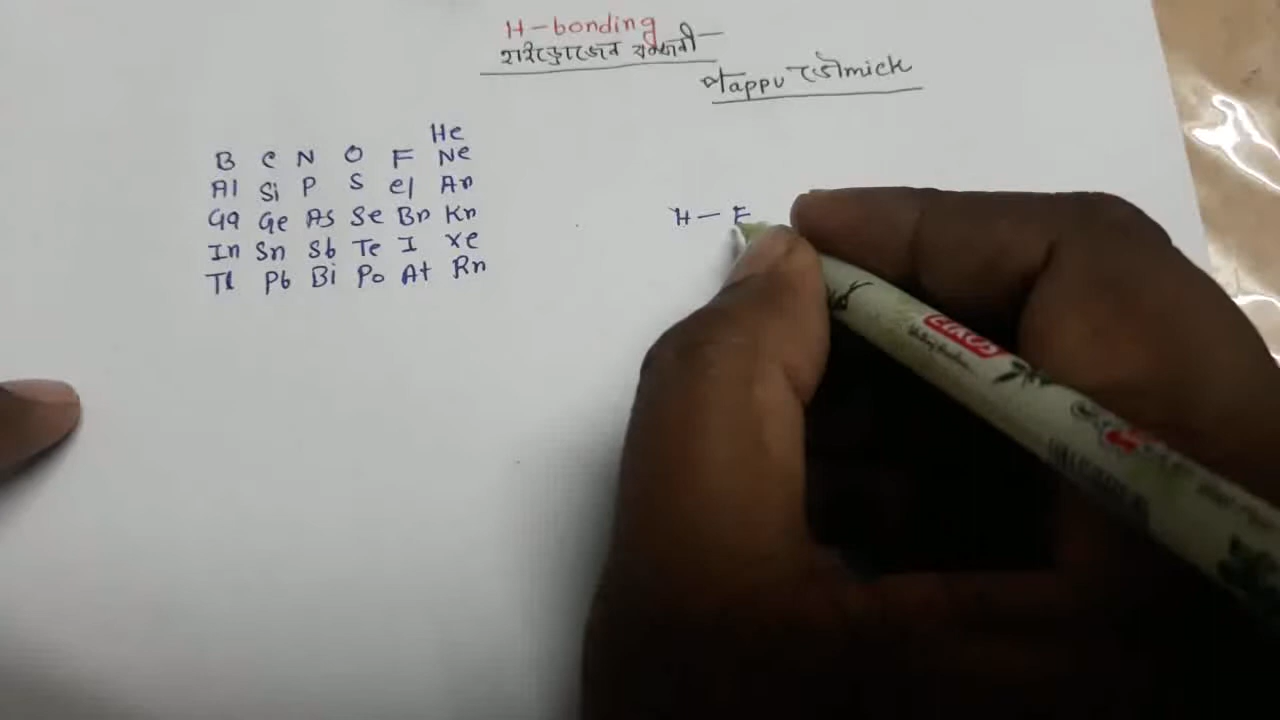 H-bonding
হাইড্রোজেন বন্ধনী-
He
B C N O F Ne
Al Si P S Cl Ar
Ga Ge As Se Br Kr
In Sn Sb Te I Xe
Tl Pb Bi Po At Rn
H — F